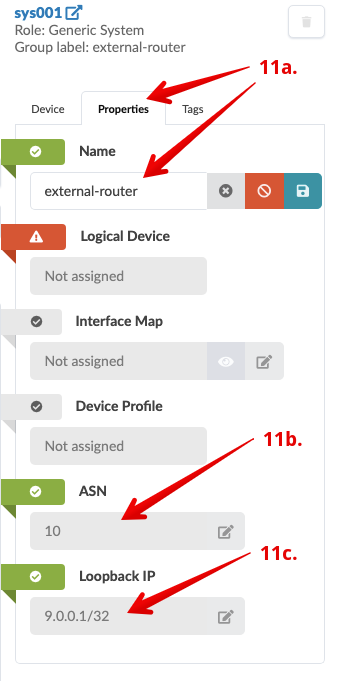 sys001
Role: Generic System
Group label: external-router
11a.
Device Properties Tags
Name
external-router
Logical Device
Not assigned
Interface Map
Not assigned
Device Profile
Not assigned
11b.
ASN
10
11c.
Loopback IP
9.0.0.1/32